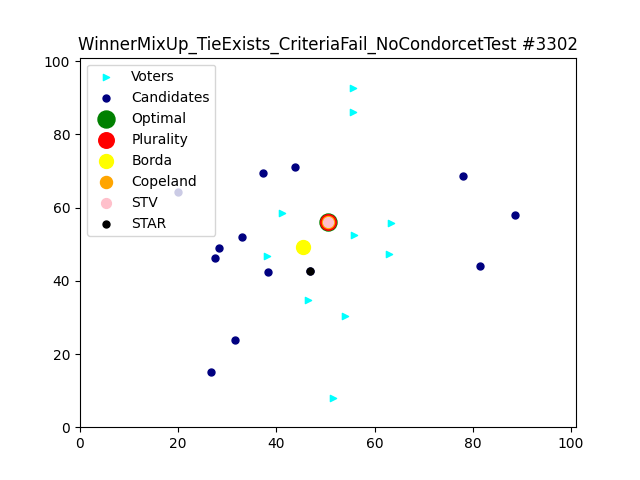 WinnerMixUp_TieExists_CriteriaFail_NoCondorcetTest #3302
100
80
60
40
20
0
Voters
Candidates
Optimal
Plurality
Borda
Copeland
STV
STAR
0 20 40 60 80 100